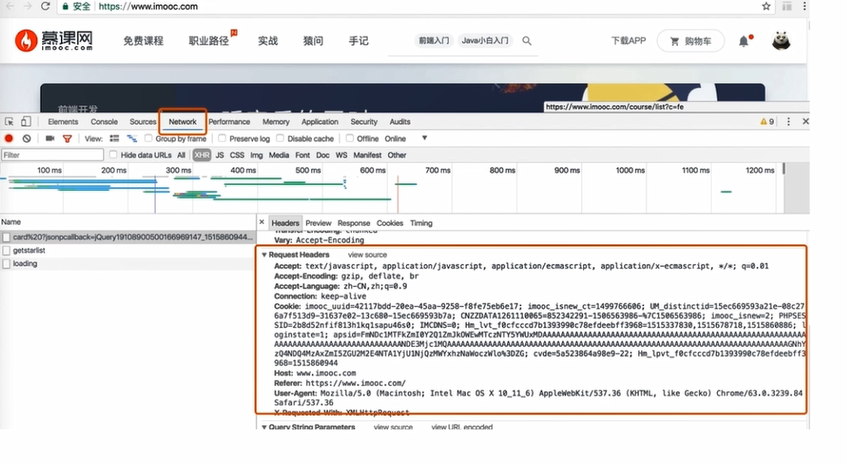 安全 https://www.imooc.com
慕课网 imooc.com 免费课程 职业路径 实战 猿问 手记 前端入门 Java小白入门 下载APP 购物车
前端开发
https://www.imooc.com/course/list?c=fe
Elements Console Sources Network Performance Memory Application Security Audits 9
View: Group by frame Preserve log Disable cache Offline Online
Filter Hide data URLs All XHR JS CSS Img Media Font Doc WS Manifest Other
100 ms 200 ms 300 ms 400 ms 500 ms 600 ms 700 ms 800 ms 900 ms 1000 ms 1100 ms 1200 ms
Name
card%20?jsonpcallback=jQuery19108900500166969147_1515860944...
getstarlist
loading
Headers Preview Response Cookies Timing
Transfer-Encoding: chunked
Vary: Accept-Encoding
Request Headers view source
Accept: text/javascript, application/javascript, application/ecmascript, application/x-ecmascript, */*; q=0.01
Accept-Encoding: gzip, deflate, br
Accept-Language: zh-CN,zh;q=0.9
Connection: keep-alive
Cookie: imooc_uuid=42117bdd-20ea-45aa-9258-f8fe75eb6e17; imooc_isnew_ct=1499766606; UM_distinctid=15ec669593a21e-08c27
6a7f513d9-31637e02-13c680-15ec669593b7a; CNZZDATA1261110065=852342291-1506563986-%7C1506563986; imooc_isnew=2; PHPSES
SID=2b8d52nfif813h1kq1sapu46s0; IMCDNS=0; Hm_lvt_f0cfcccd7b1393990c78efdeebff3968=1515337830,1515678718,1515860886; l
oginstate=1;
cvde=5a523864a98e9-22; Hm_lpvt_f0cfcccd7b1393990c78efdeebff3
968=1515860944
Host: www.imooc.com
Referer: https://www.imooc.com/
User-Agent: Mozilla/5.0 (Macintosh; Intel Mac OS X 10_11_6) AppleWebKit/537.36 (KHTML, like Gecko) Chrome/63.0.3239.84
Safari/537.36
X-Requested-With: XMLHttpRequest
Query String Parameters view source view URL encoded